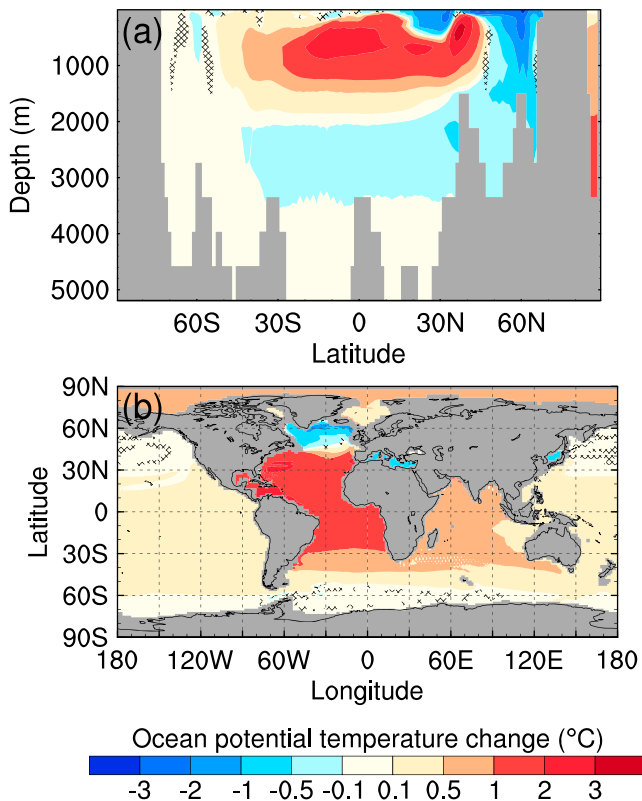 (a)
Depth (m)
1000
2000
3000
4000
5000
60S 30S 0 30N 60N
Latitude
(b)
Latitude
90N
60N
30N
0
30S
60S
90S
180 120W 60W 0 60E 120E 180
Longitude
Ocean potential temperature change (°C)
-3 -2 -1 -0.5 -0.1 0.1 0.5 1 2 3